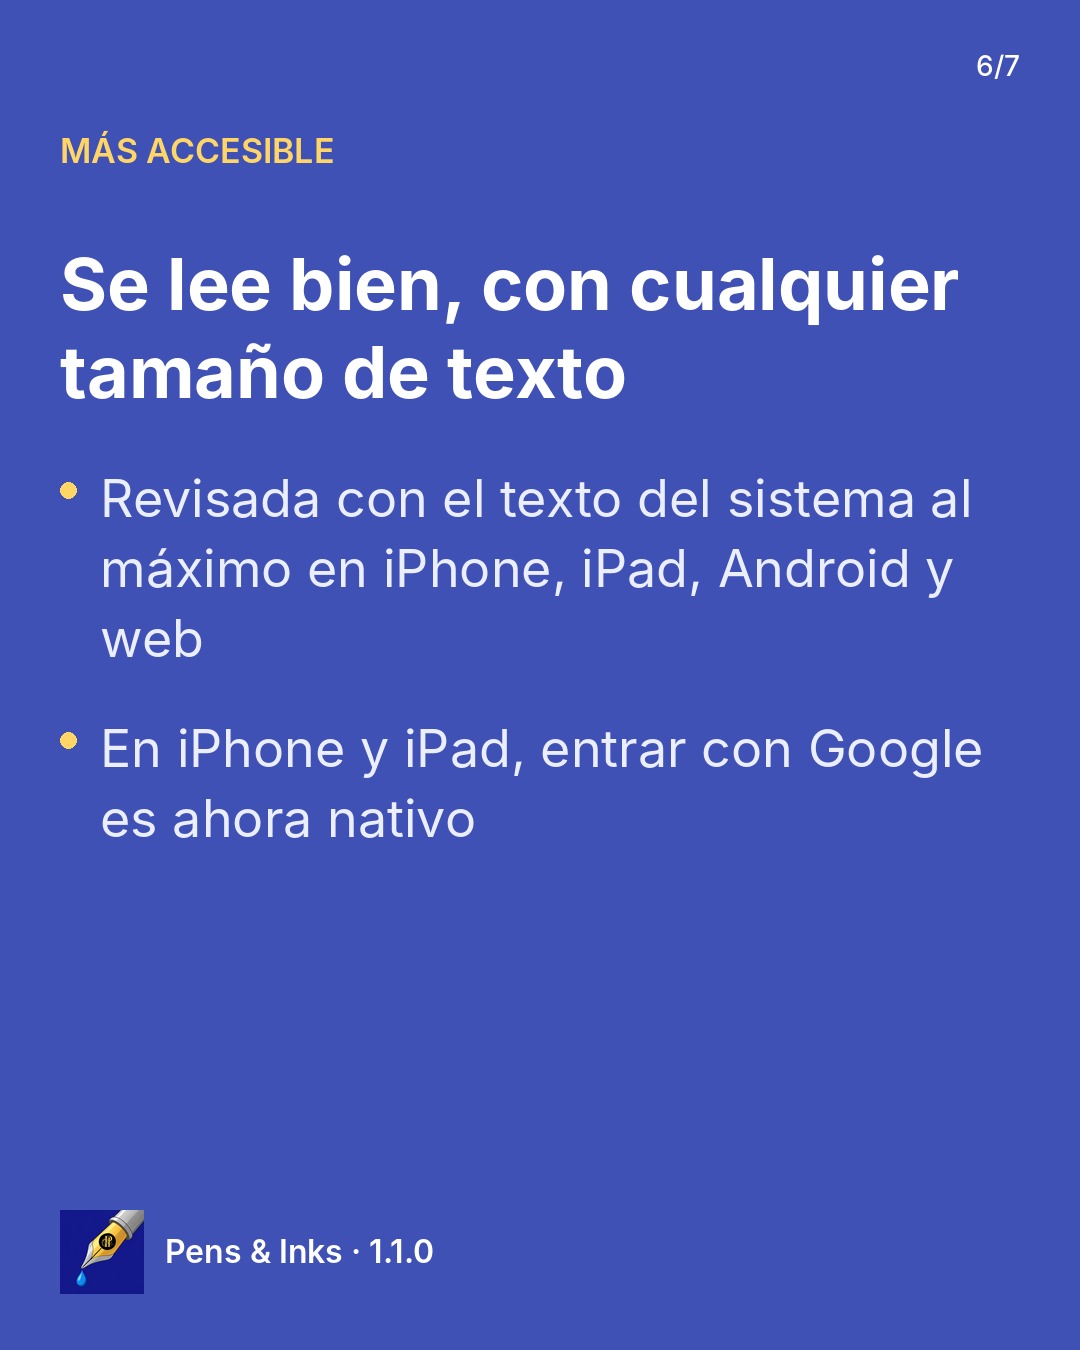 6/7
MÁS ACCESIBLE
Se lee bien, con cualquier
tamaño de texto
• Revisada con el texto del sistema al
máximo en iPhone, iPad, Android y
web
• En iPhone y iPad, entrar con Google
es ahora nativo
Pens & Inks · 1.1.0